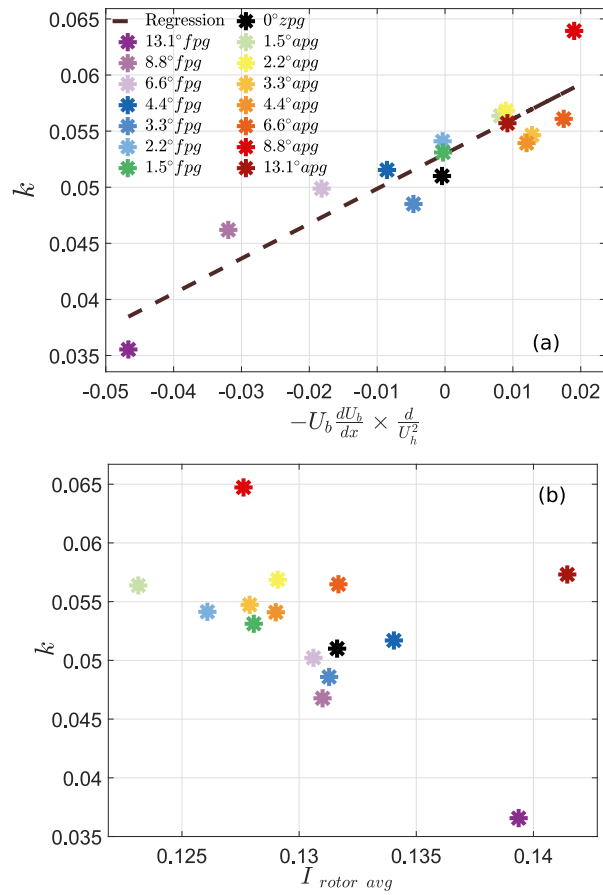 k
0.065
0.06
0.055
0.05
0.045
0.04
0.035
Regression
13.1°fpg
8.8°fpg
6.6°fpg
4.4°fpg
3.3°fpg
2.2°fpg
1.5°fpg
0°zpg
1.5°apg
2.2°apg
3.3°apg
4.4°apg
6.6°apg
8.8°apg
13.1°apg
(a)
-0.05 -0.04 -0.03 -0.02 -0.01 0 0.01 0.02
−U_b dU_b/dx × d/U_h^2
(b)
k
0.065
0.06
0.055
0.05
0.045
0.04
0.035
0.125 0.13 0.135 0.14
I rotor avg